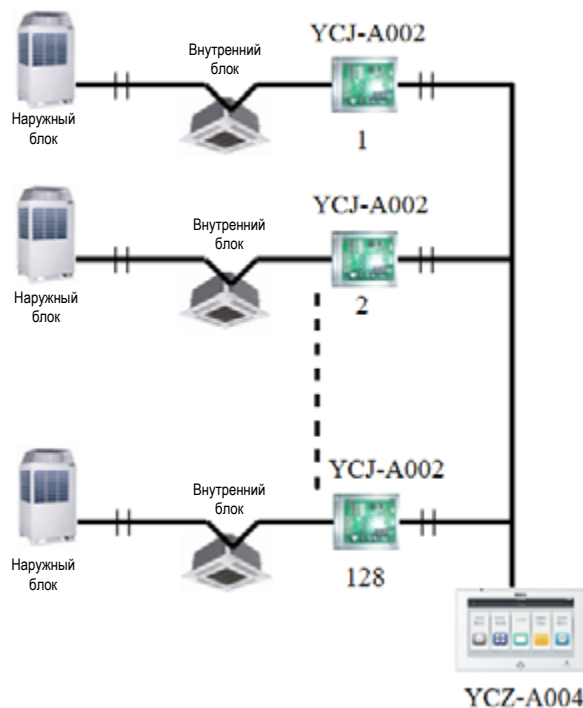 YCJ-A002
Внутренний
блок
Наружный
блок
1
YCJ-A002
Внутренний
блок
Наружный
блок
2
YCJ-A002
Внутренний
блок
Наружный
блок
128
YCZ-A004